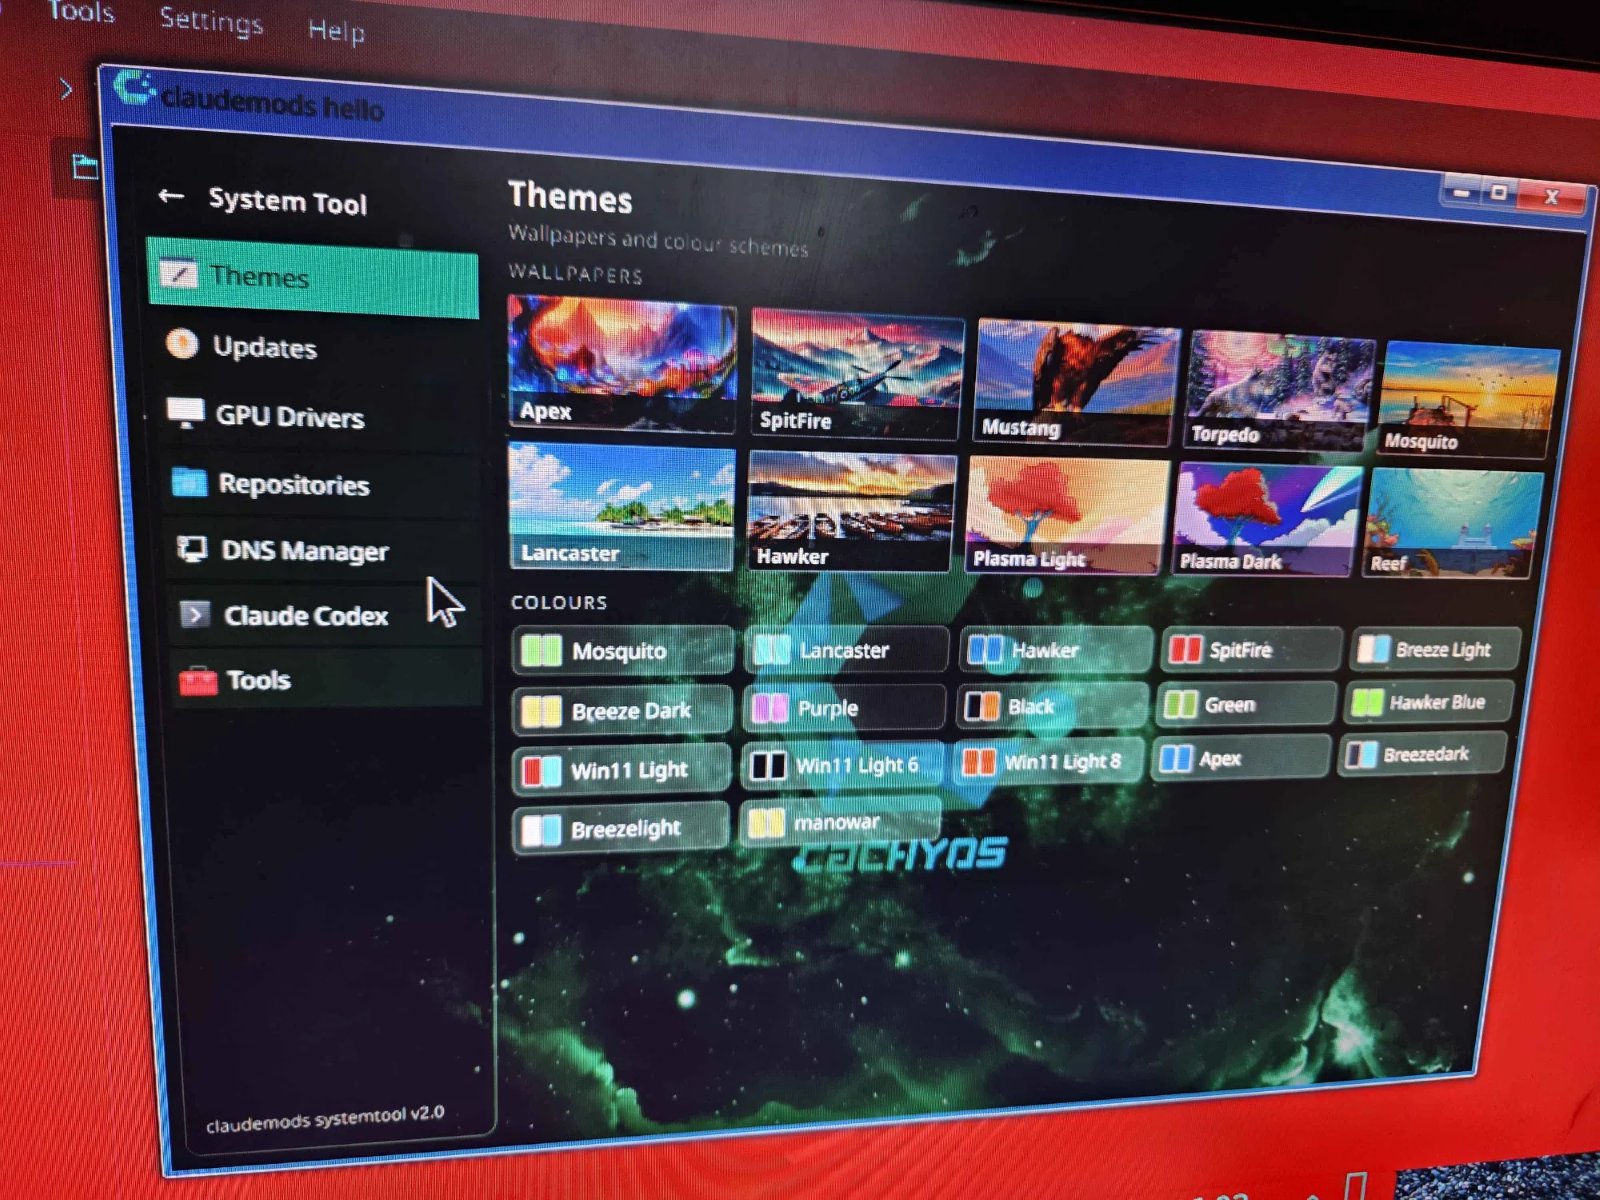 Tools Settings Help
claudemods hello
System Tool
Themes
Updates
GPU Drivers
Repositories
DNS Manager
Claude Codex
Tools
claudemods systemtool v2.0
Themes
Wallpapers and colour schemes
WALLPAPERS
Apex SpitFire Mustang Torpedo Mosquito
Lancaster Hawker Plasma Light Plasma Dark Reef
COLOURS
Mosquito Lancaster Hawker SpitFire Breeze Light
Breeze Dark Purple Black Green Hawker Blue
Win11 Light Win11 Light 6 Win11 Light 8 Apex Breezedark
Breezelight manowar
CACHYOS